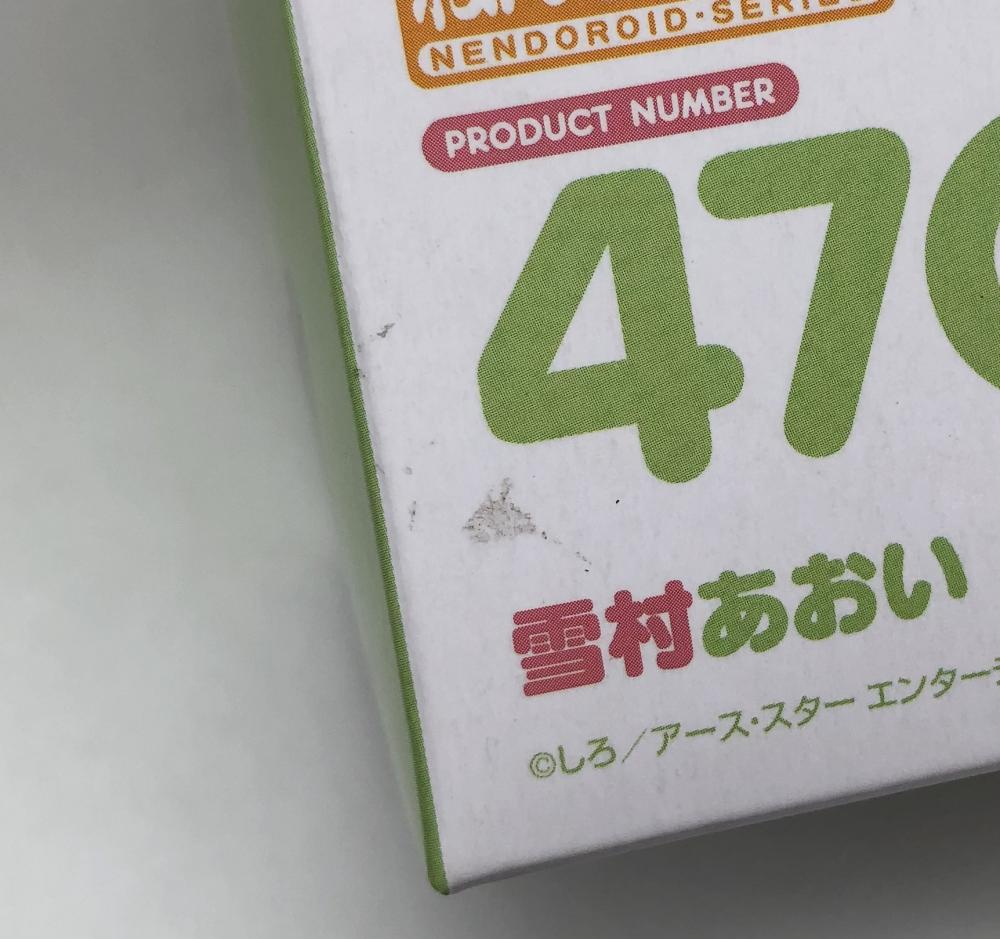 NENDOROID·SERIES
PRODUCT NUMBER
47
雪村あおい
©しろ／アース・スター エンター